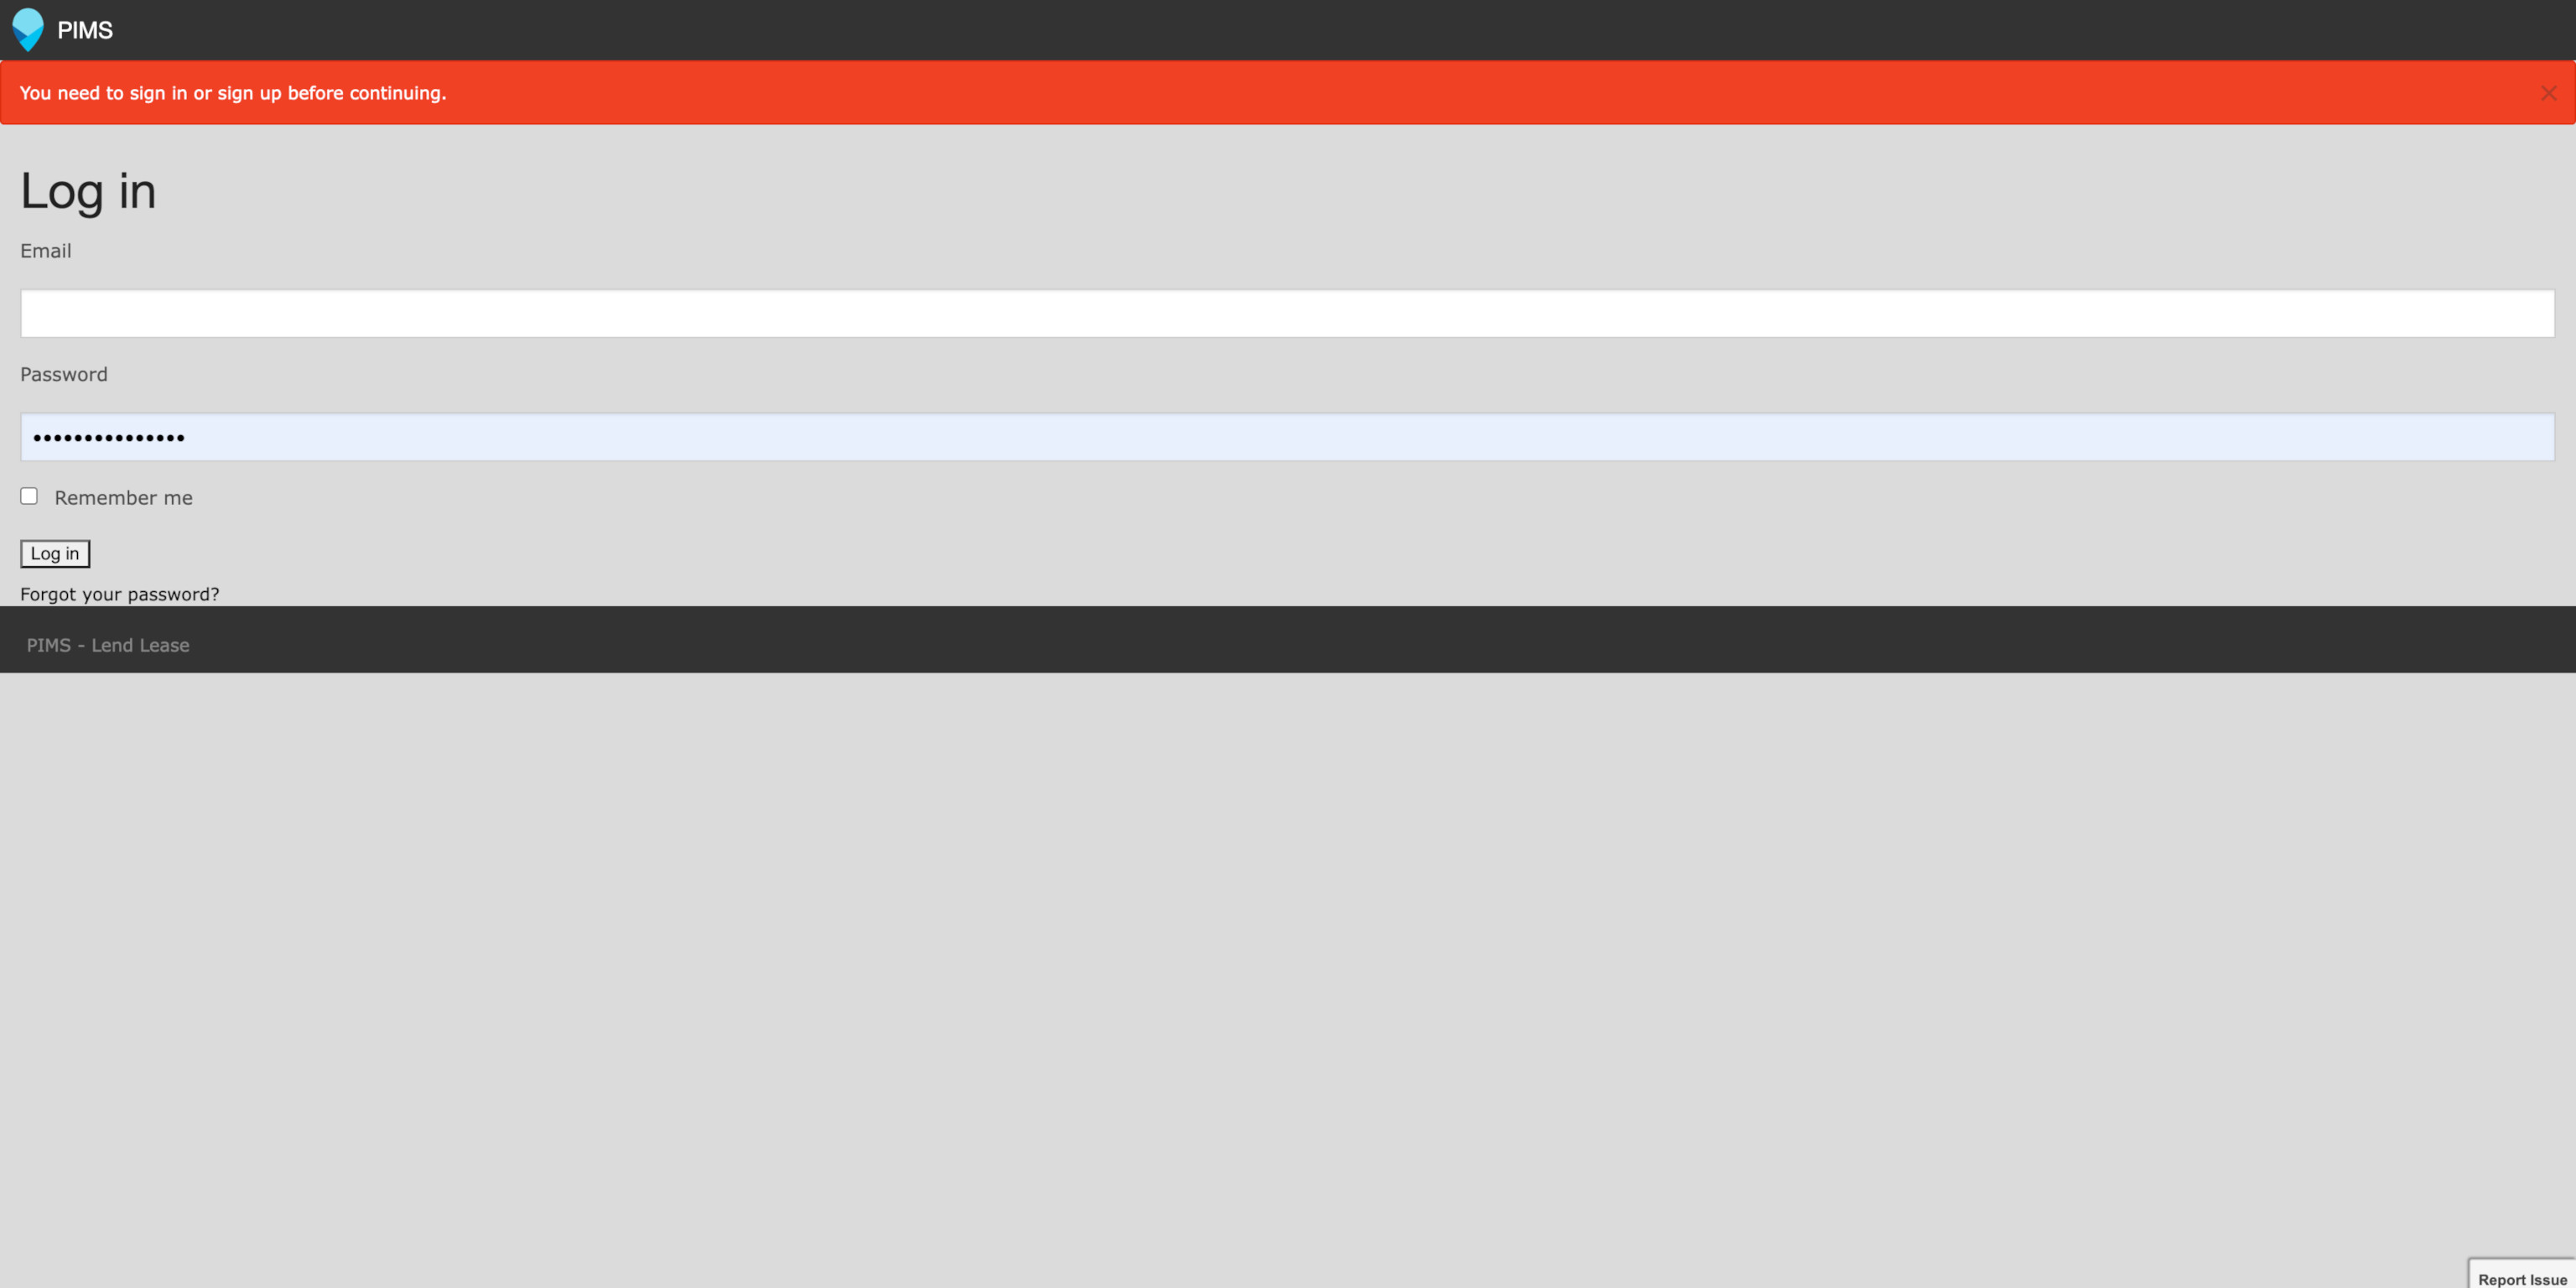 PIMS
You need to sign in or sign up before continuing.
×
Log in
Email
Password
•••••••••••••••
Remember me
Log in
Forgot your password?
PIMS - Lend Lease
Report Issue